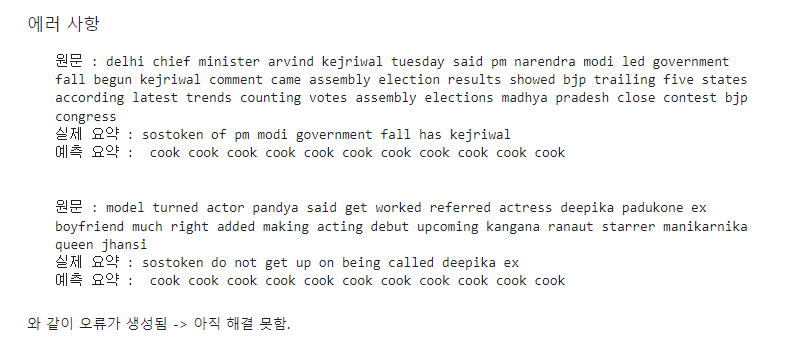 에러 사항
원문 : delhi chief minister arvind kejriwal tuesday said pm narendra modi led government
fall begun kejriwal comment came assembly election results showed bjp trailing five states
according latest trends counting votes assembly elections madhya pradesh close contest bjp
congress
실제 요약 : sostoken of pm modi government fall has kejriwal
예측 요약 :  cook cook cook cook cook cook cook cook cook cook cook
원문 : model turned actor pandya said get worked referred actress deepika padukone ex
boyfriend much right added making acting debut upcoming kangana ranaut starrer manikarnika
queen jhansi
실제 요약 : sostoken do not get up on being called deepika ex
예측 요약 :  cook cook cook cook cook cook cook cook cook cook cook
와 같이 오류가 생성됨 -> 아직 해결 못함.